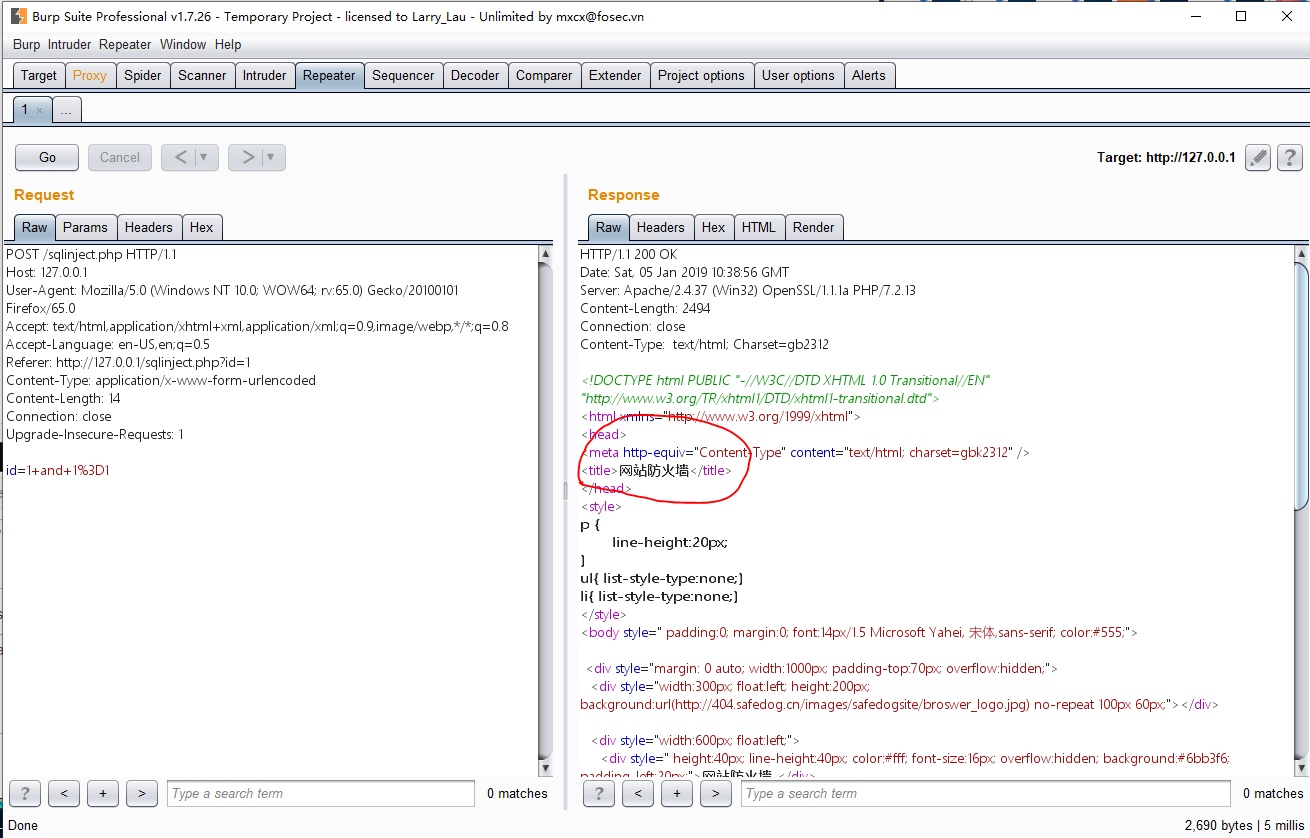 Burp Suite Professional v1.7.26 - Temporary Project - licensed to Larry_Lau - Unlimited by mxcx@fosec.vn
Burp Intruder Repeater Window Help
Target Proxy Spider Scanner Intruder Repeater Sequencer Decoder Comparer Extender Project options User options Alerts
1 × ...
Go Cancel < ▼ > ▼ Target: http://127.0.0.1 ?
Request
Raw Params Headers Hex
POST /sqlinject.php HTTP/1.1
Host: 127.0.0.1
User-Agent: Mozilla/5.0 (Windows NT 10.0; WOW64; rv:65.0) Gecko/20100101
Firefox/65.0
Accept: text/html,application/xhtml+xml,application/xml;q=0.9,image/webp,*/*;q=0.8
Accept-Language: en-US,en;q=0.5
Referer: http://127.0.0.1/sqlinject.php?id=1
Content-Type: application/x-www-form-urlencoded
Content-Length: 14
Connection: close
Upgrade-Insecure-Requests: 1
id=1+and+1%3D1
? < + > Type a search term 0 matches
Response
Raw Headers Hex HTML Render
HTTP/1.1 200 OK
Date: Sat, 05 Jan 2019 10:38:56 GMT
Server: Apache/2.4.37 (Win32) OpenSSL/1.1.1a PHP/7.2.13
Content-Length: 2494
Connection: close
Content-Type:  text/html; Charset=gb2312
<!DOCTYPE html PUBLIC "-//W3C//DTD XHTML 1.0 Transitional//EN"
"http://www.w3.org/TR/xhtml1/DTD/xhtml1-transitional.dtd">
<html xmlns="http://www.w3.org/1999/xhtml">
<head>
<meta http-equiv="Content-Type" content="text/html; charset=gbk2312" />
<title>网站防火墙</title>
</head>
<style>
p {
line-height:20px;
}
ul{ list-style-type:none;}
li{ list-style-type:none;}
</style>
<body style=" padding:0; margin:0; font:14px/1.5 Microsoft Yahei, 宋体,sans-serif; color:#555;">
<div style="margin: 0 auto; width:1000px; padding-top:70px; overflow:hidden;">
<div style="width:300px; float:left; height:200px;
background:url(http://404.safedog.cn/images/safedogsite/broswer_logo.jpg) no-repeat 100px 60px;"></div>
<div style="width:600px; float:left;">
<div style=" height:40px; line-height:40px; color:#fff; font-size:16px; overflow:hidden; background:#6bb3f6;
padding-left:20px;">网站防火墙 </div>
? < + > Type a search term 0 matches
Done 2,690 bytes | 5 millis